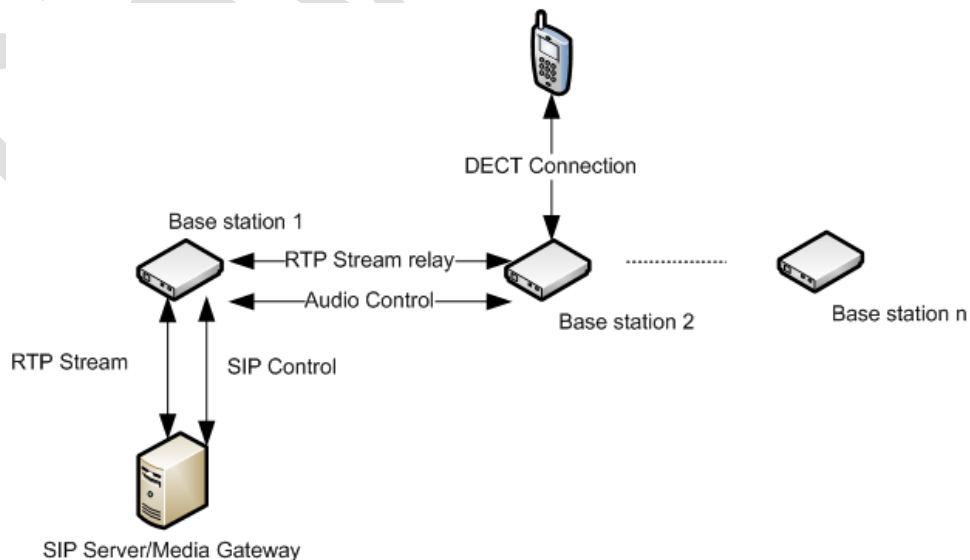 DECT Connection
Base station 1
RTP Stream relay
Audio Control
Base station 2
Base station n
RTP Stream
SIP Control
SIP Server/Media Gateway